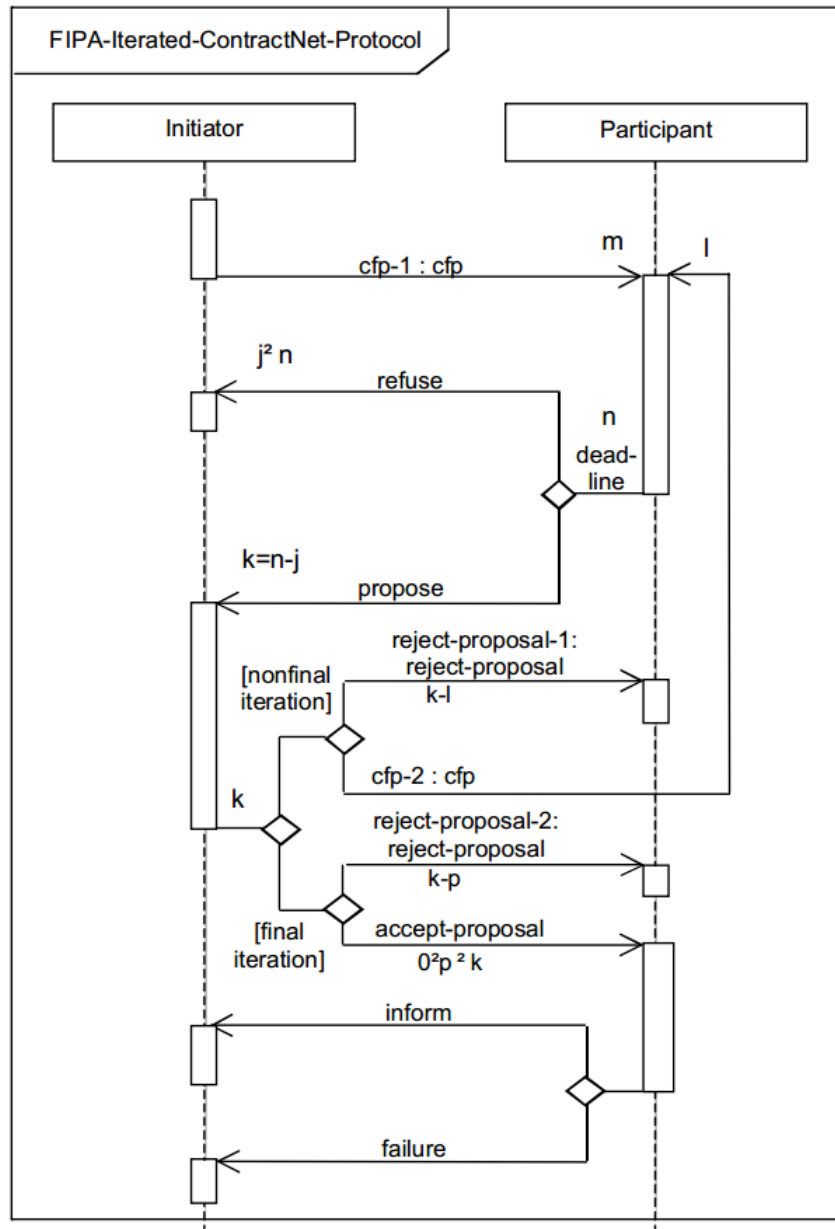 FIPA-Iterated-ContractNet-Protocol
Initiator
Participant
m
l
cfp-1 : cfp
j² n
refuse
n
dead-
line
k=n-j
propose
reject-proposal-1:
reject-proposal
[nonfinal
iteration]
k-l
cfp-2 : cfp
k
reject-proposal-2:
reject-proposal
k-p
[final
iteration]
accept-proposal
0²p ² k
inform
failure